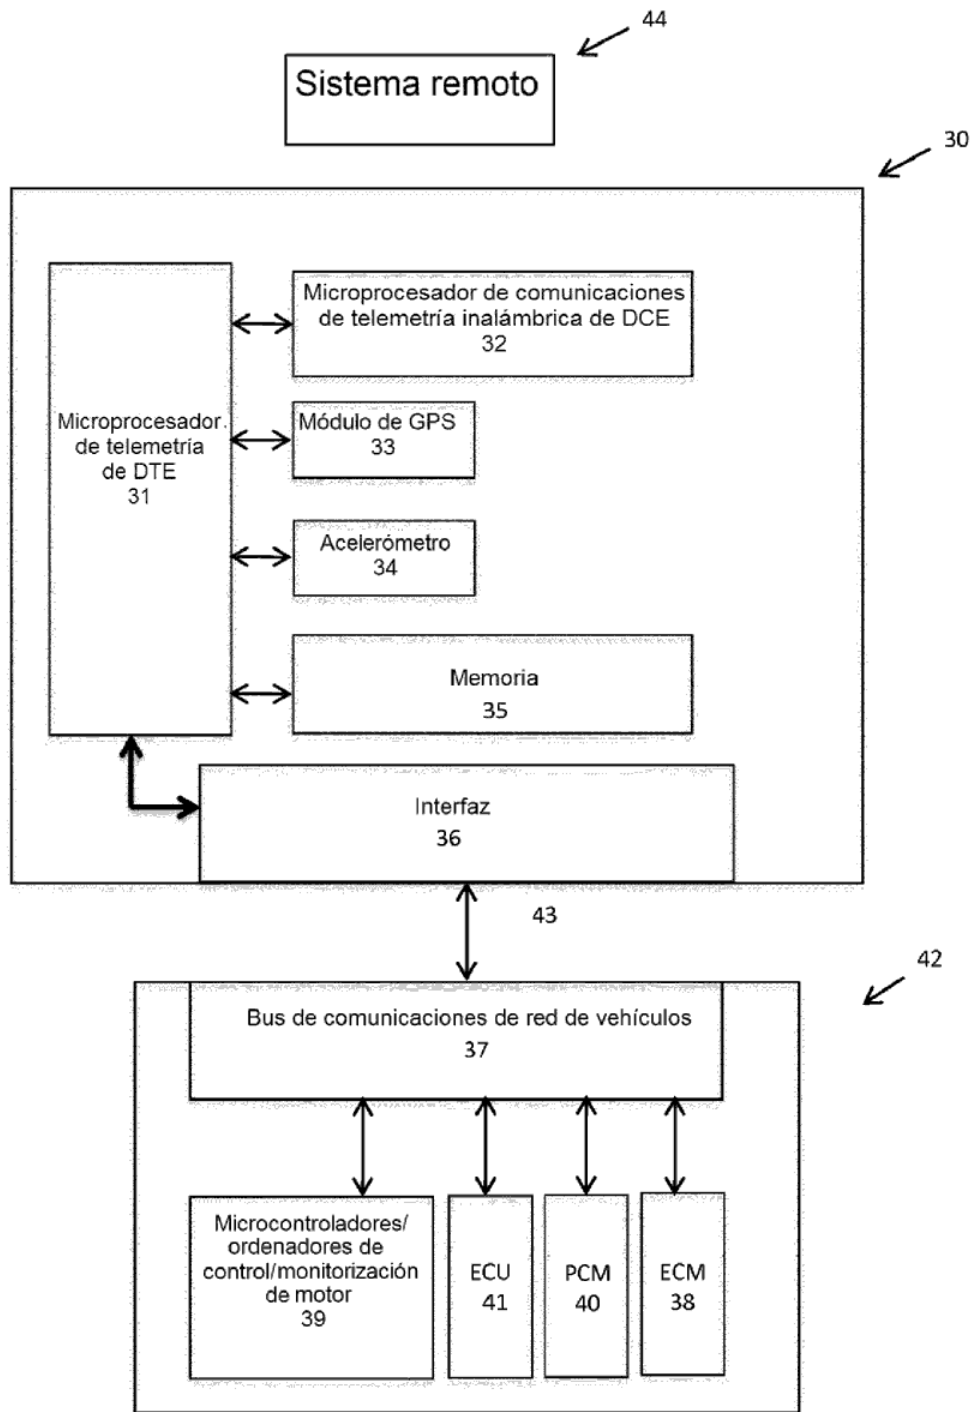 44
Sistema remoto
30
Microprocesador de comunicaciones
de telemetría inalámbrica de DCE
32
Microprocesador.
de telemetría
de DTE
31
Módulo de GPS
33
Acelerómetro
34
Memoria
35
Interfaz
36
43
42
Bus de comunicaciones de red de vehículos
37
Microcontroladores/
ordenadores de
control/monitorización
de motor
39
ECU
41
PCM
40
ECM
38